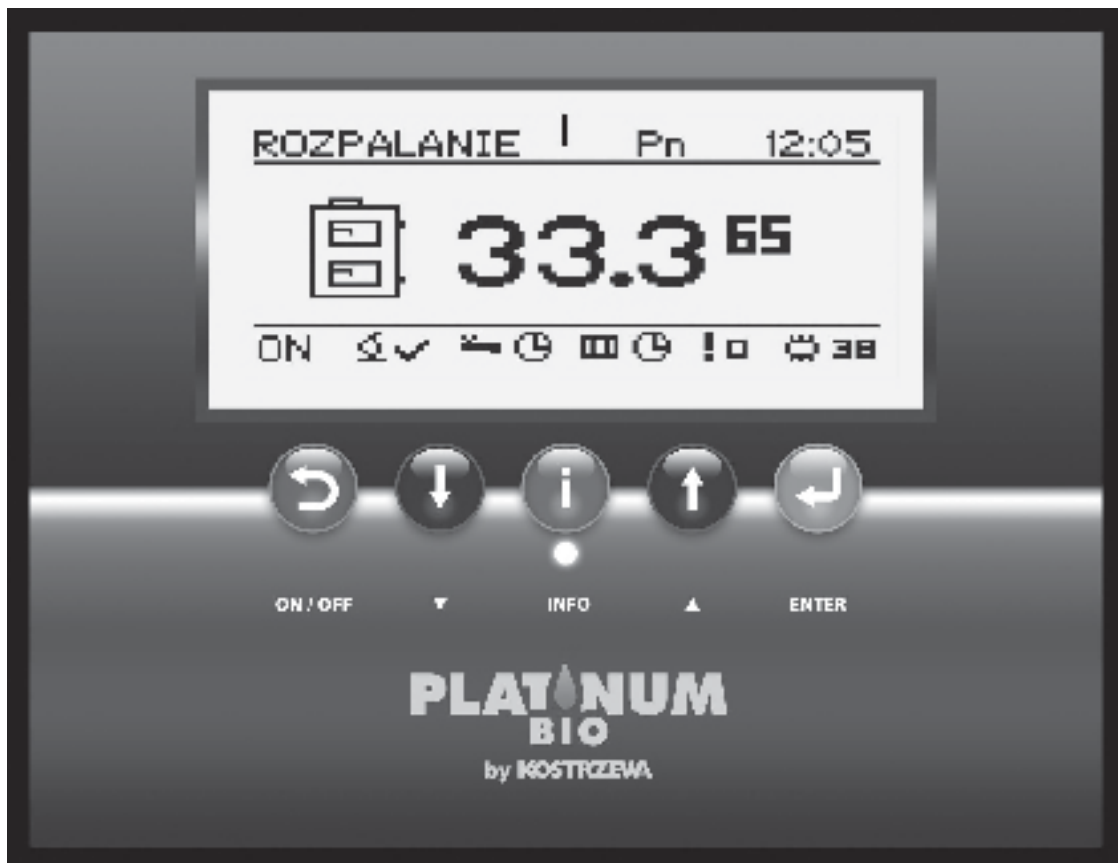 ROZPALANIE Pn 12:05
33.3 65
ON ! 38
i
ON / OFF ▼ INFO ▲ ENTER
PLATINUM
BIO
by KOSTRZEWA